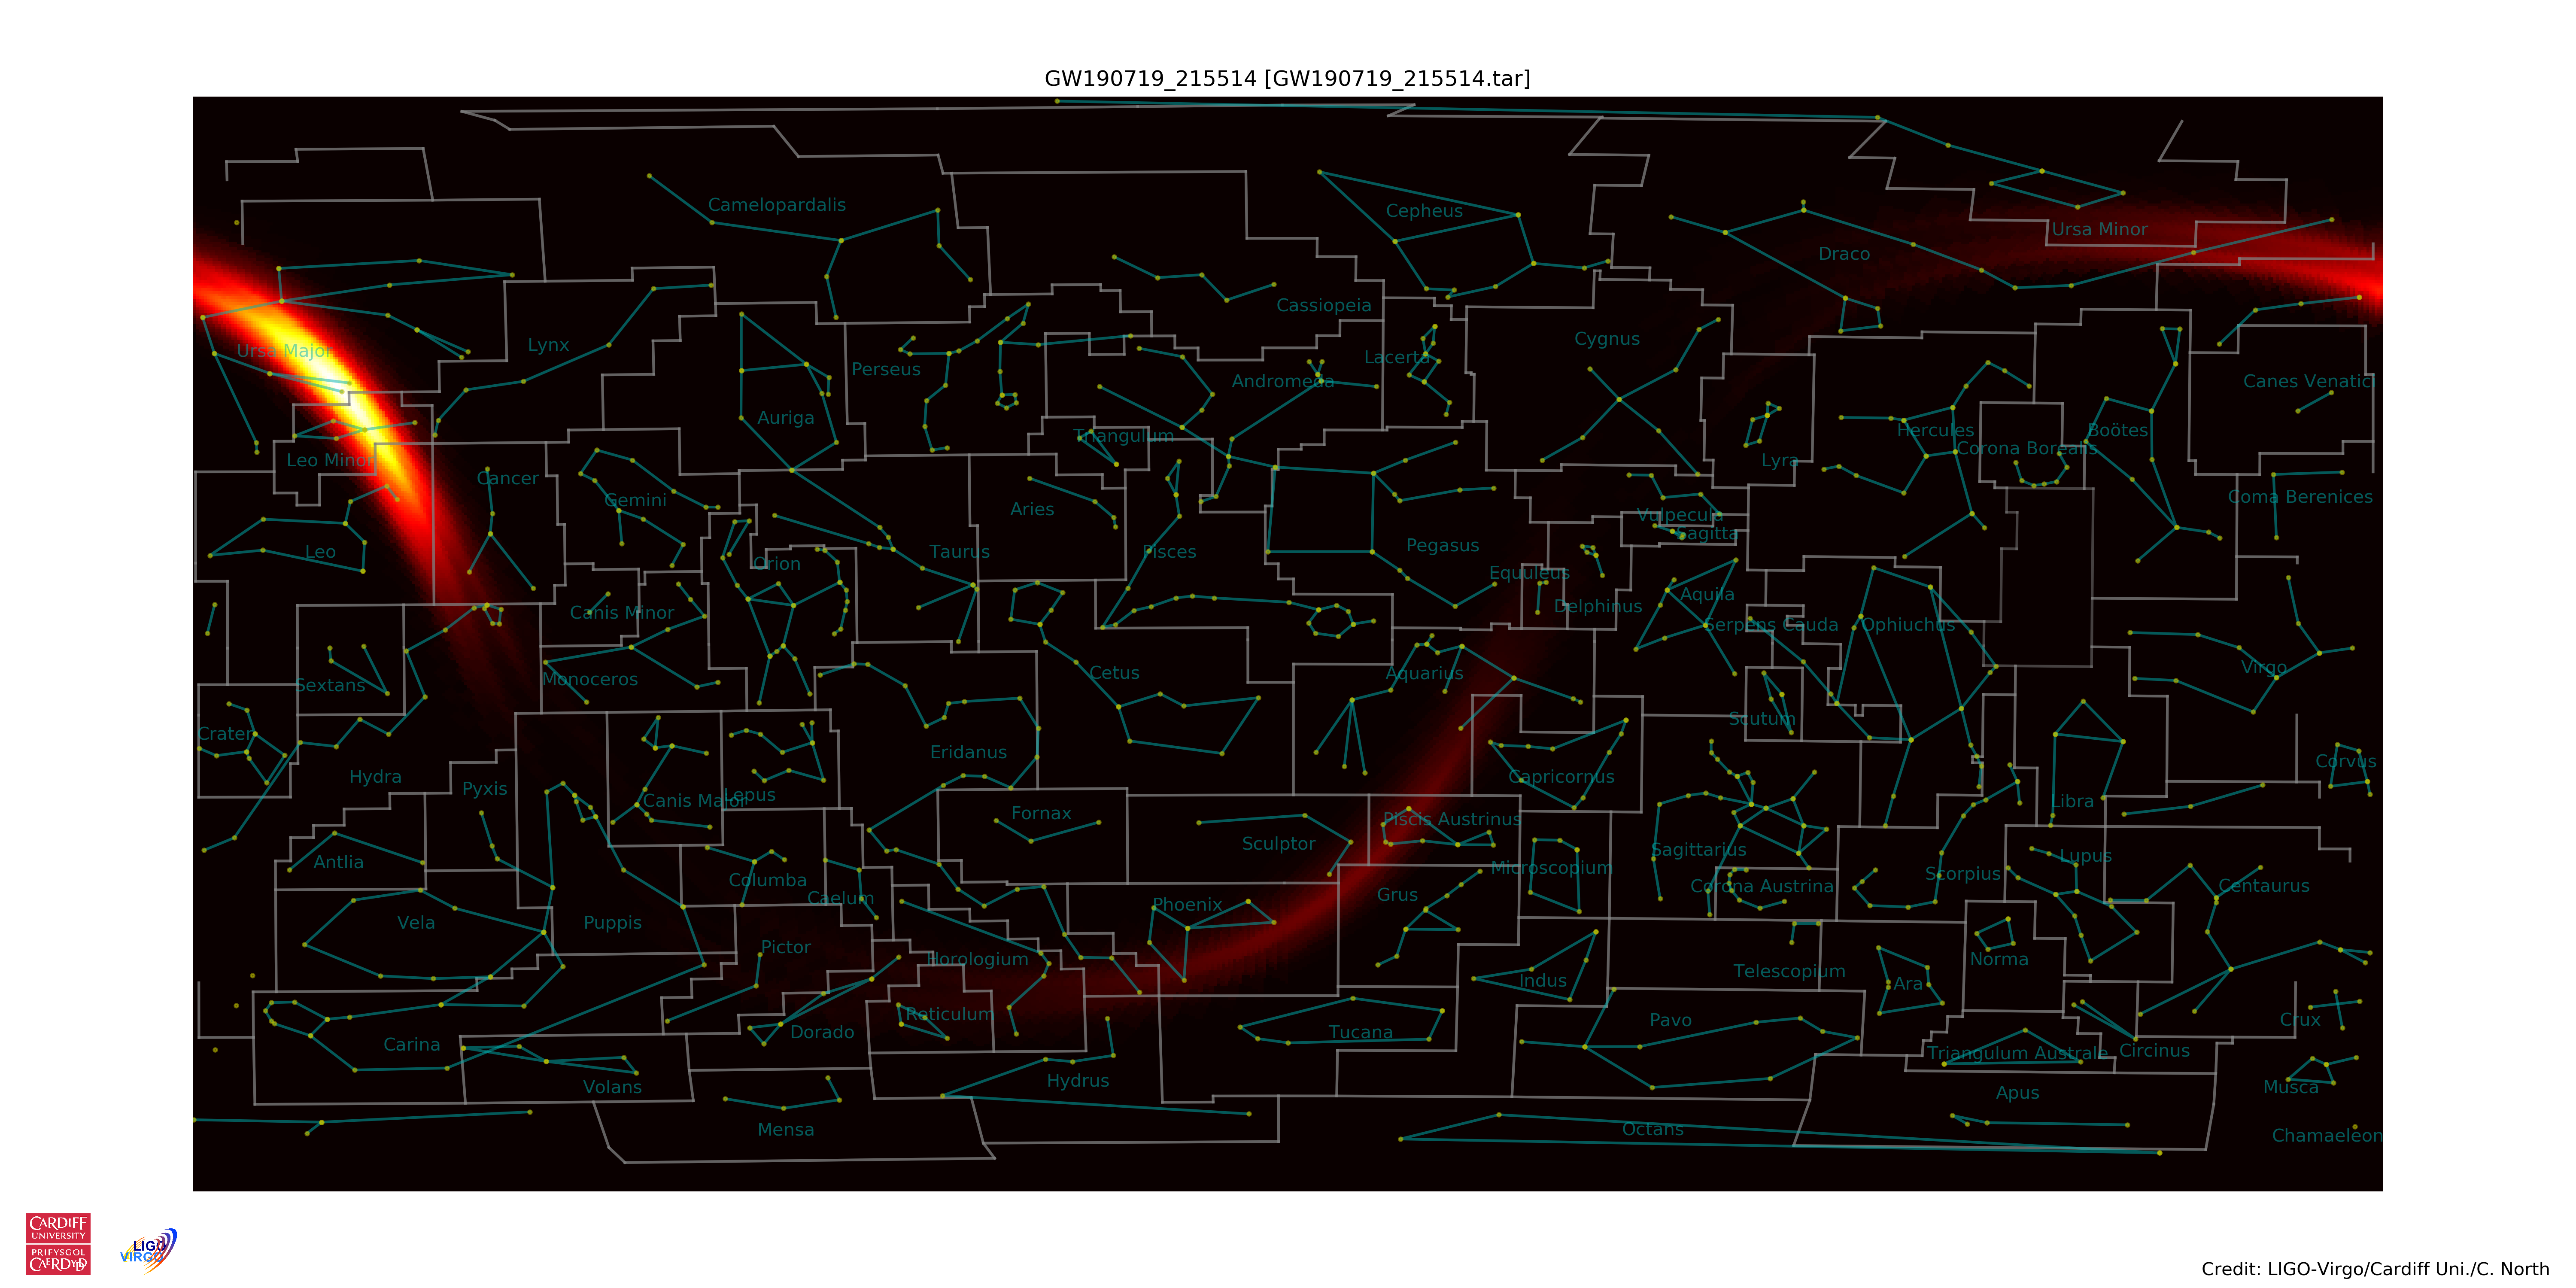 GW190719_215514 [GW190719_215514.tar]
Camelopardalis
Cepheus
Ursa Minor
Draco
Cassiopeia
Ursa Major
Lynx
Cygnus
Lacerta
Perseus
Andromeda
Canes Venatici
Auriga
Triangulum
Hercules
Boötes
Corona Borealis
Leo Minor
Lyra
Cancer
Gemini
Coma Berenices
Aries
Vulpecula
Sagitta
Leo
Taurus
Pisces
Pegasus
Orion
Equuleus
Aquila
Canis Minor
Delphinus
Serpens Cauda
Ophiuchus
Virgo
Cetus
Aquarius
Monoceros
Sextans
Scutum
Crater
Eridanus
Corvus
Hydra
Capricornus
Pyxis
Lepus
Canis Major
Libra
Fornax
Piscis Austrinus
Sculptor
Sagittarius
Lupus
Antlia
Microscopium
Scorpius
Columba
Corona Austrina
Centaurus
Grus
Caelum
Phoenix
Vela
Puppis
Pictor
Horologium
Norma
Telescopium
Indus
Ara
Reticulum
Pavo
Crux
Dorado
Tucana
Carina
Triangulum Australe
Circinus
Hydrus
Volans
Musca
Apus
Mensa
Octans
Chamaeleon
CARDIFF
UNIVERSITY
PRIFYSGOL
CAERDYDD
LIGO
VIRGO
Credit: LIGO-Virgo/Cardiff Uni./C. North